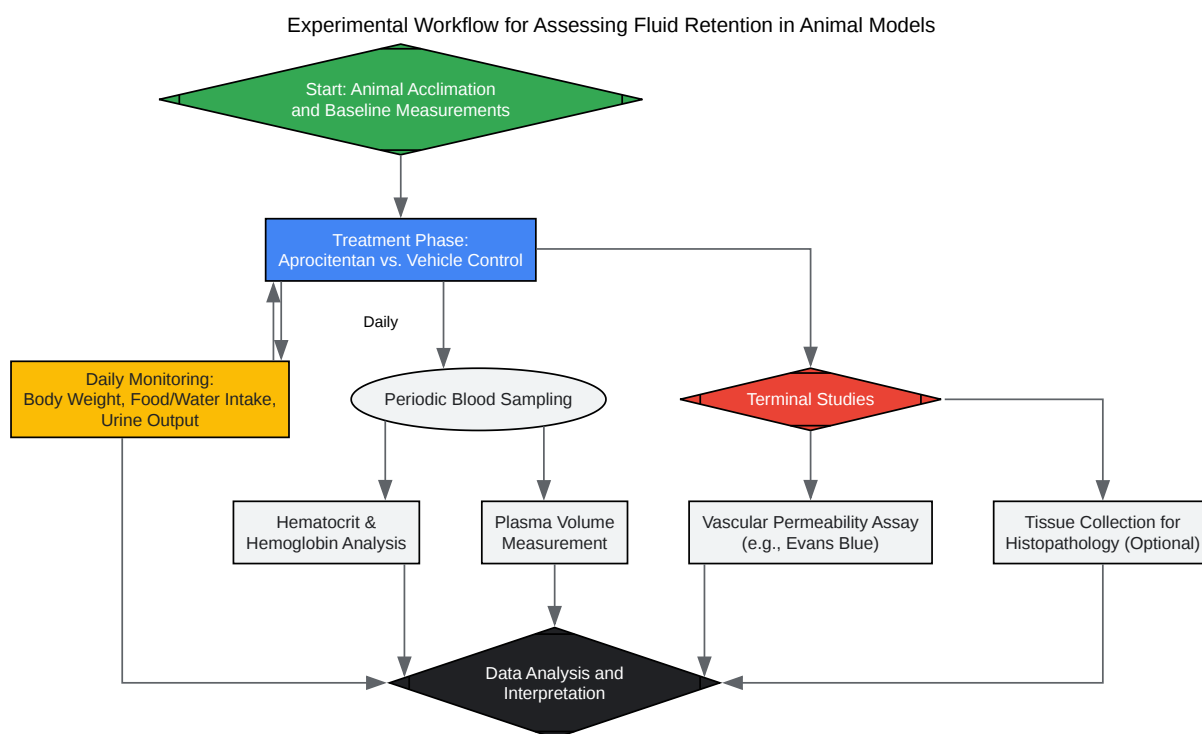 Experimental Workflow for Assessing Fluid Retention in Animal Models
Start: Animal Acclimation
and Baseline Measurements
Treatment Phase:
Aprocitentan vs. Vehicle Control
Daily
Daily Monitoring:
Body Weight, Food/Water Intake,
Urine Output
Periodic Blood Sampling
Terminal Studies
Hematocrit &
Hemoglobin Analysis
Plasma Volume
Measurement
Vascular Permeability Assay
(e.g., Evans Blue)
Tissue Collection for
Histopathology (Optional)
Data Analysis and
Interpretation